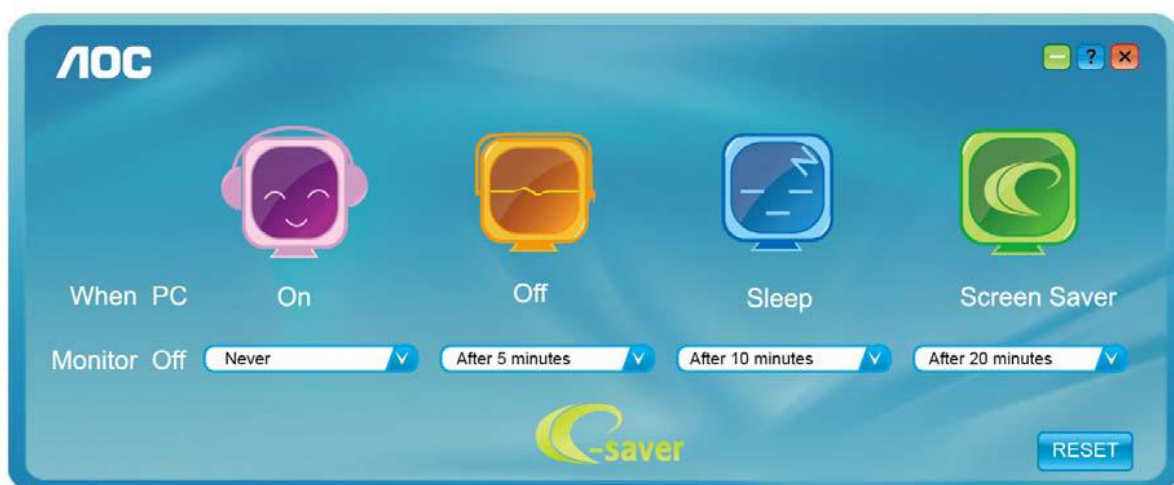 AOC
?
When PC On Off Sleep Screen Saver
Monitor Off Never After 5 minutes After 10 minutes After 20 minutes
e-saver
RESET